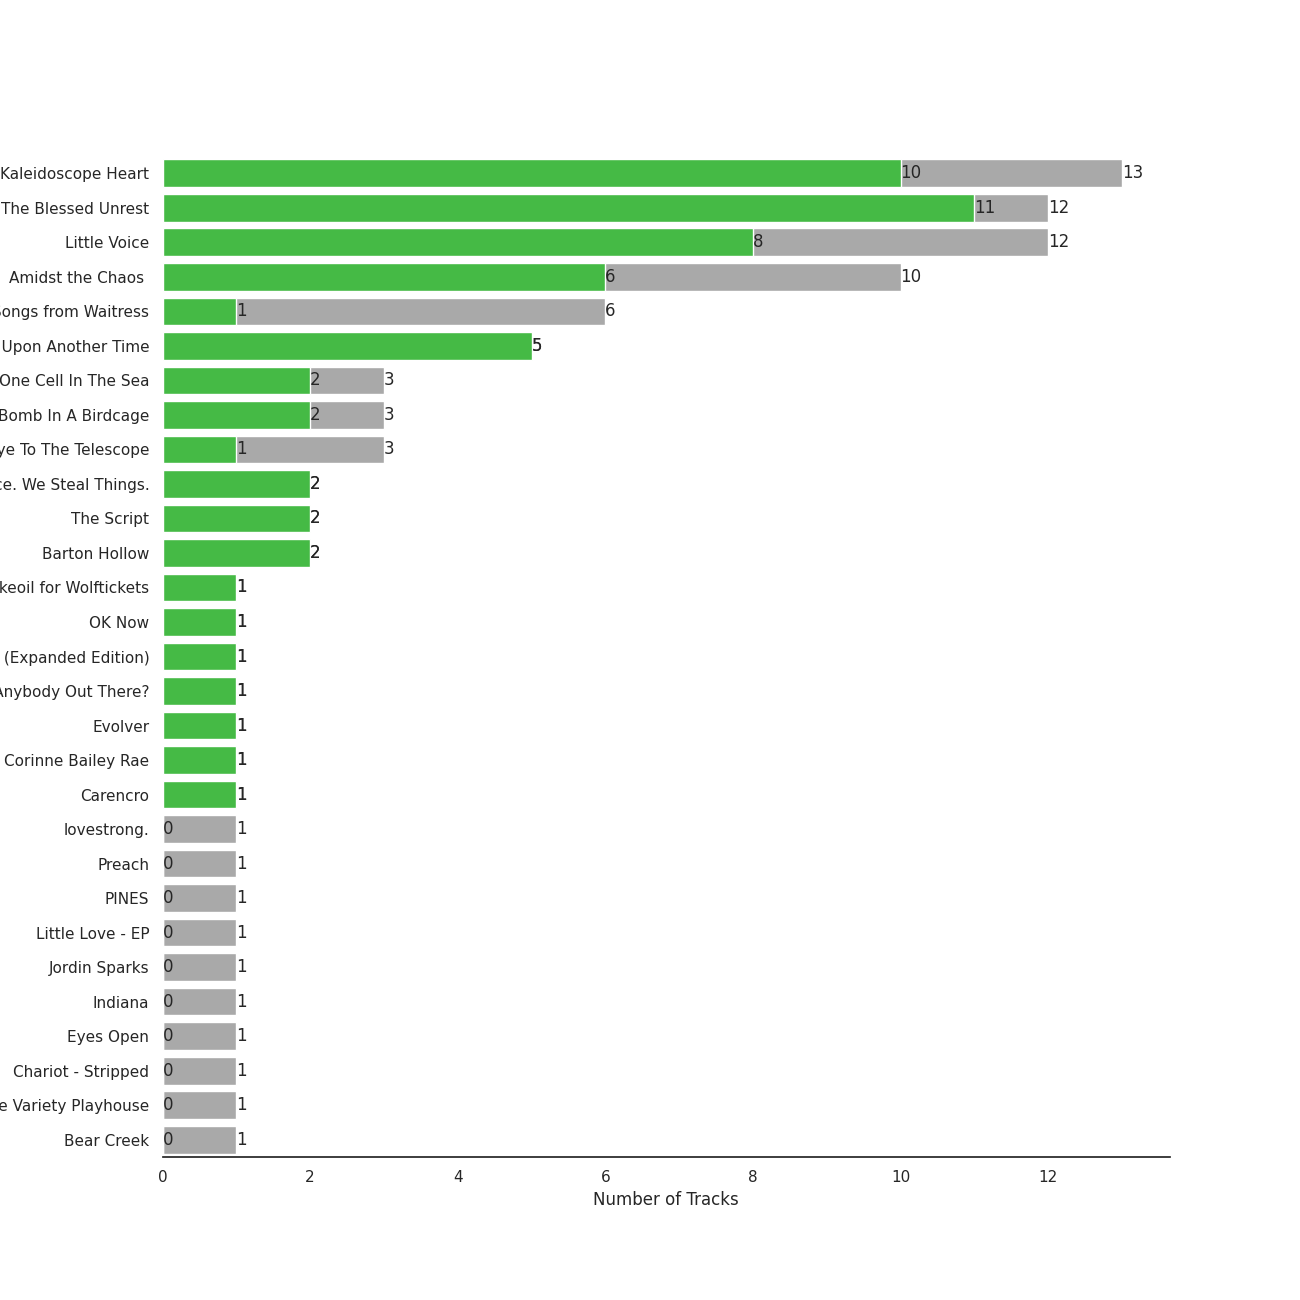 Kaleidoscope Heart 10 13
The Blessed Unrest 11 12
Little Voice 8 12
Amidst the Chaos 6 10
Songs from Waitress 1 6
Upon Another Time 5
One Cell In The Sea 2 3
Bomb In A Birdcage 2 3
ye To The Telescope 1 3
ce. We Steal Things. 2
The Script 2
Barton Hollow 2
keoil for Wolftickets 1
OK Now 1
(Expanded Edition) 1
Anybody Out There? 1
Evolver 1
Corinne Bailey Rae 1
Carencro 1
lovestrong. 0 1
Preach 0 1
PINES 0 1
Little Love - EP 0 1
Jordin Sparks 0 1
Indiana 0 1
Eyes Open 0 1
Chariot - Stripped 0 1
e Variety Playhouse 0 1
Bear Creek 0 1
0 2 4 6 8 10 12
Number of Tracks